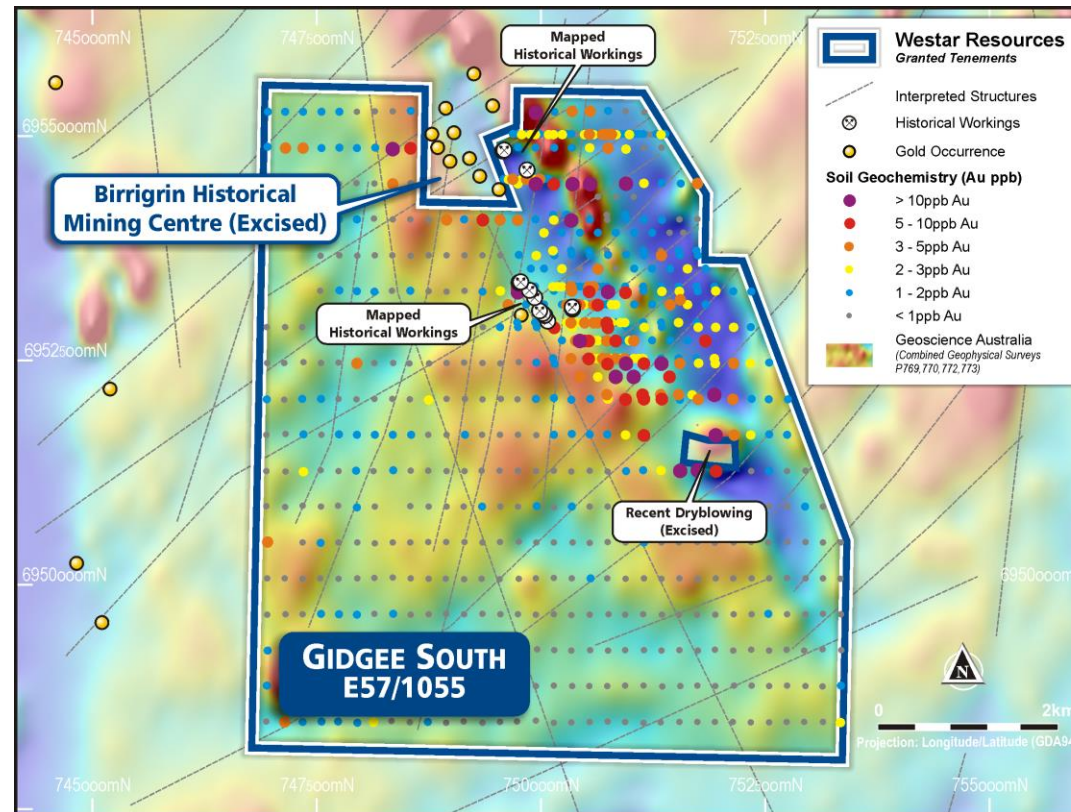 745000mN
747500mN
752500mN
Mapped
Historical Workings
Westar Resources
Granted Tenements
Interpreted Structures
Historical Workings
Gold Occurrence
Soil Geochemistry (Au ppb)
> 10ppb Au
5 - 10ppb Au
3 - 5ppb Au
2 - 3ppb Au
1 - 2ppb Au
< 1ppb Au
Geoscience Australia
(Combined Geophysical Surveys
P769,770,772,773)
6955000mN
Birrigrin Historical
Mining Centre (Excised)
Mapped
Historical Workings
6952500mN
Recent Dryblowing
(Excised)
6950000mN
6950000mN
GIDGEE SOUTH
E57/1055
N
0
2km
Projection: Longitude/Latitude (GDA94
745000mN
747500mN
750000mN
752500mN
755000mN